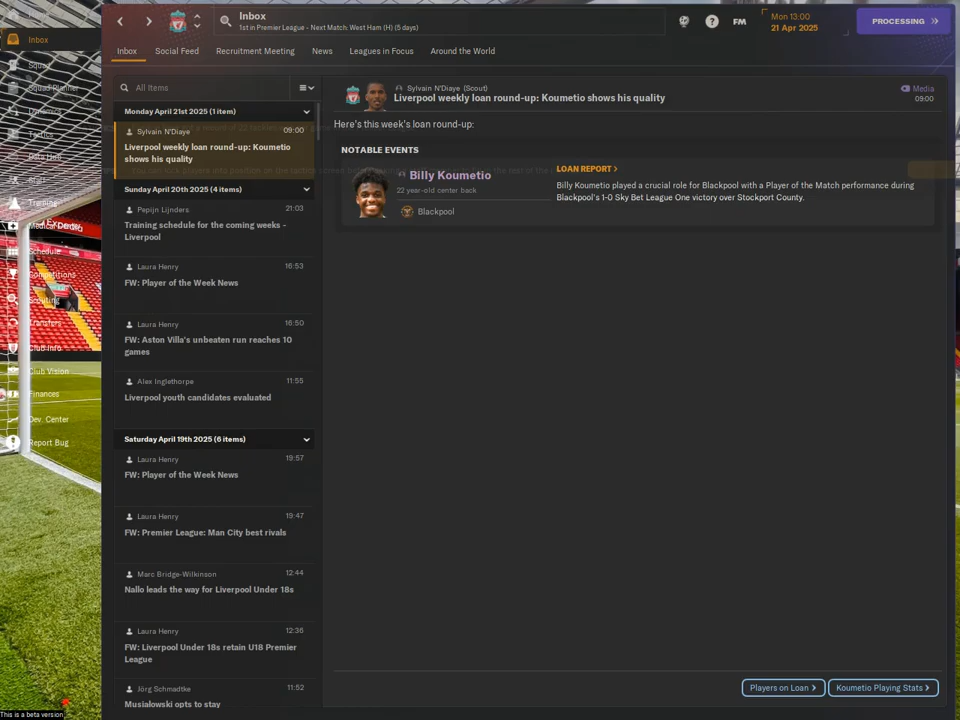 Inbox
1st in Premier League - Next Match: West Ham (H) (5 days)
FM
Mon 13:00
21 Apr 2025
PROCESSING
Inbox
Social Feed
Recruitment Meeting
News
Leagues in Focus
Around the World
Inbox
Squad
Squad Planner
Dynamics
Tactics
Data Hub
Staff
Training
Medical Centre
Schedule
Competitions
Scouting
Transfers
Club Info
Club Vision
Finances
Dev. Center
Report Bug
This is a beta version
All Items
Monday April 21st 2025 (1 item)
Sylvain N'Diaye
09:00
Liverpool weekly loan round-up: Koumetio
shows his quality
Sunday April 20th 2025 (4 items)
Pepijn Lijnders
21:03
Training schedule for the coming weeks -
Liverpool
Laura Henry
16:53
FW: Player of the Week News
Laura Henry
16:50
FW: Aston Villa's unbeaten run reaches 10
games
Alex Inglethorpe
11:55
Liverpool youth candidates evaluated
Saturday April 19th 2025 (6 items)
Laura Henry
19:57
FW: Player of the Week News
Laura Henry
19:47
FW: Premier League: Man City best rivals
Marc Bridge-Wilkinson
12:44
Nallo leads the way for Liverpool Under 18s
Laura Henry
12:36
FW: Liverpool Under 18s retain U18 Premier
League
Jörg Schmadtke
11:52
Musiałowski opts to stay
Sylvain N'Diaye (Scout)
Liverpool weekly loan round-up: Koumetio shows his quality
Media
09:00
Here's this week's loan round-up:
NOTABLE EVENTS
Billy Koumetio
22 year-old center back
Blackpool
LOAN REPORT >
Billy Koumetio played a crucial role for Blackpool with a Player of the Match performance during
Blackpool's 1-0 Sky Bet League One victory over Stockport County.
Players on Loan >
Koumetio Playing Stats >